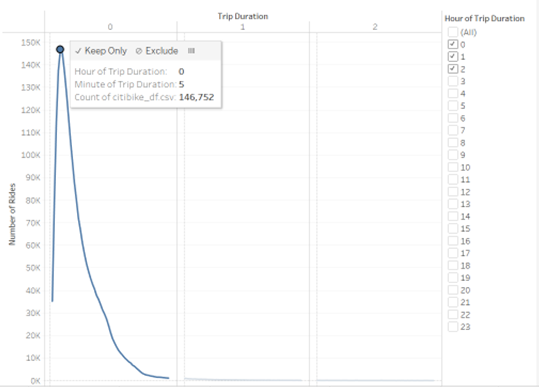 Trip Duration
0 1 2
150K
140K
130K
120K
110K
100K
90K
80K
70K
60K
50K
40K
30K
20K
10K
0K
Number of Rides
✓ Keep Only ⊘ Exclude
Hour of Trip Duration: 0
Minute of Trip Duration: 5
Count of citibike_df.csv: 146,752
Hour of Trip Duration
(All)
0
1
2
3
4
5
6
7
8
9
10
11
12
13
14
15
16
17
18
19
20
21
22
23